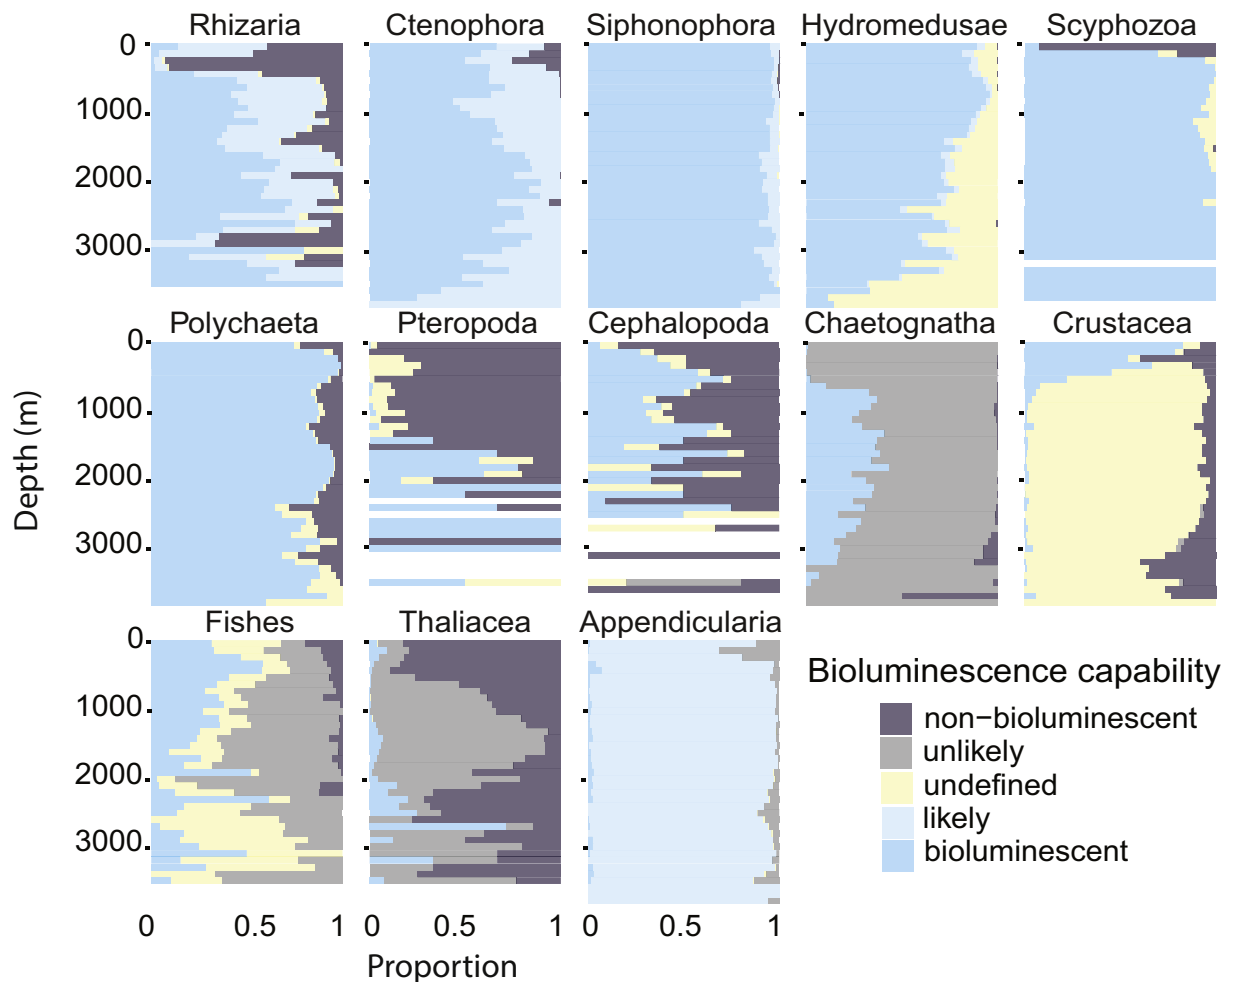 Rhizaria Ctenophora Siphonophora Hydromedusae Scyphozoa
0
1000
2000
3000
Polychaeta Pteropoda Cephalopoda Chaetognatha Crustacea
0
1000
2000
3000
Depth (m)
Fishes Thaliacea Appendicularia
0
1000
2000
3000
0 0.5 1 0 0.5 1 0 0.5 1
Proportion
Bioluminescence capability
non−bioluminescent
unlikely
undefined
likely
bioluminescent